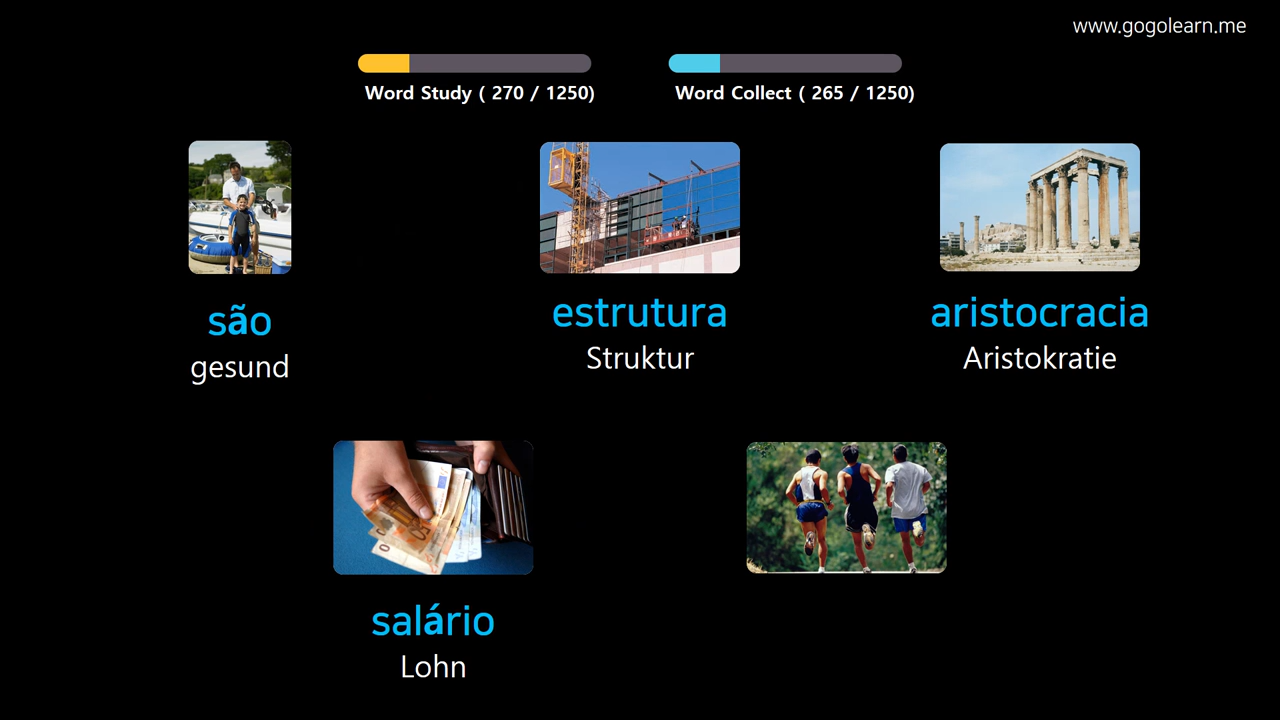 www.gogolearn.me
Word Study ( 270 / 1250)
Word Collect ( 265 / 1250)
são
gesund
estrutura
Struktur
aristocracia
Aristokratie
salário
Lohn